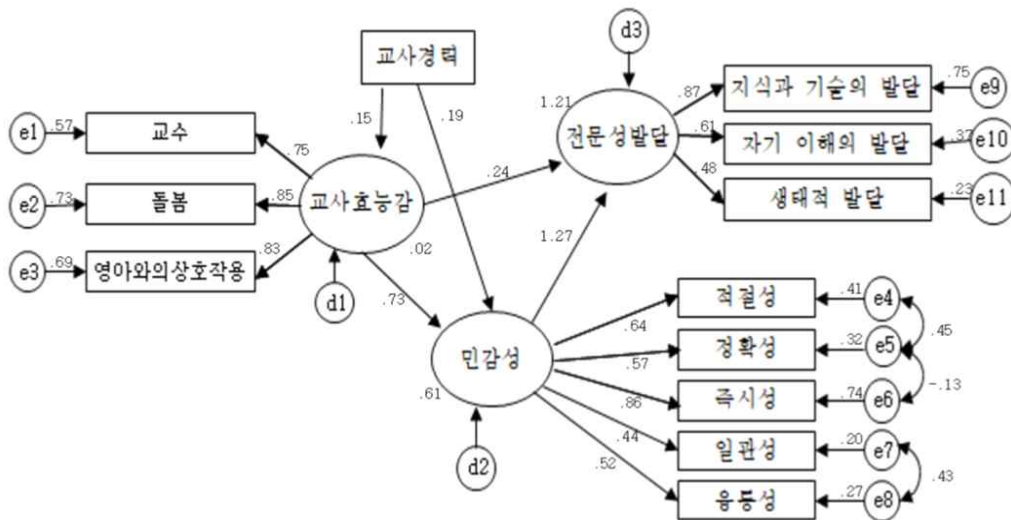 d3
교사경력
e1
.57
교수
.75
.15
.19
1.21
전문성발달
.87
지식과 기술의 발달
.75
e9
.61
자기 이해의 발달
.37
e10
.48
생태적 발달
.23
e11
e2
.73
돌봄
.85
교사효능감
.24
.02
e3
.69
영아와의상호작용
.83
d1
.73
1.27
민감성
.61
d2
.64
적절성
.41
e4
.45
.57
정확성
.32
e5
-.13
.86
즉시성
.74
e6
.44
일관성
.20
e7
.43
.52
융통성
.27
e8